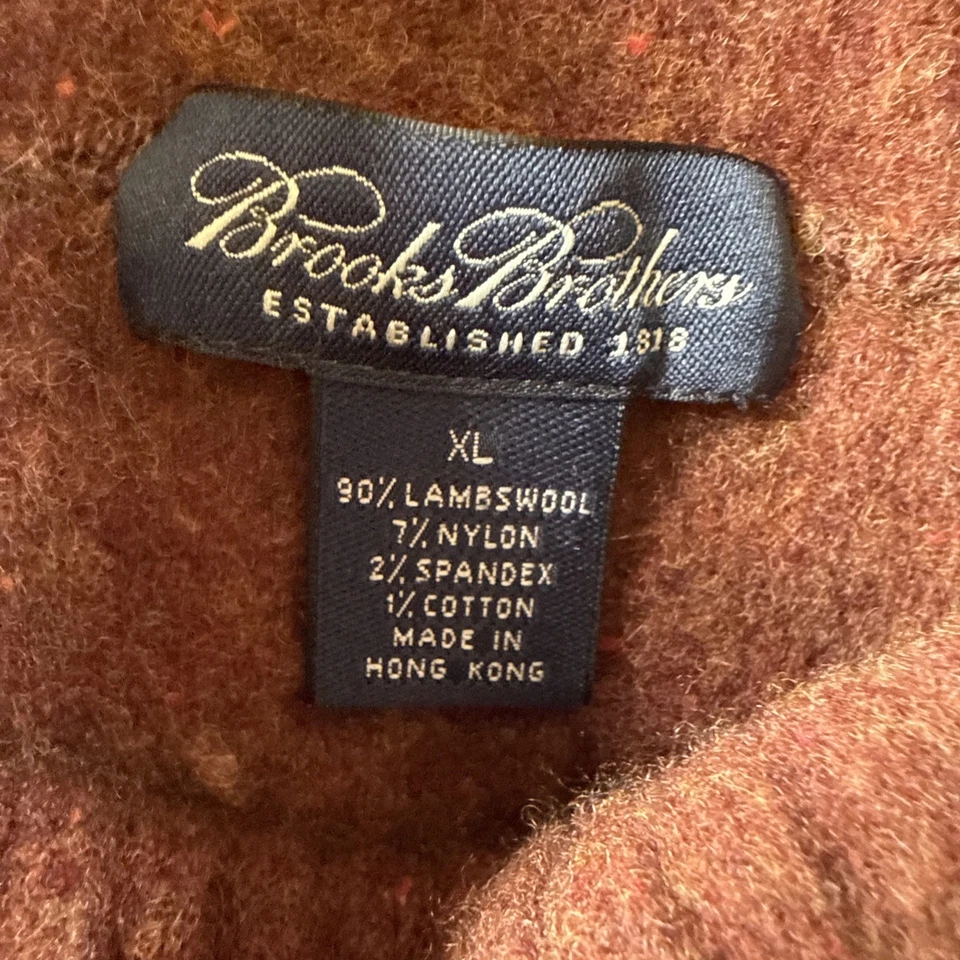 Brooks Brothers
ESTABLISHED 1818
XL
90% LAMBSWOOL
7% NYLON
2% SPANDEX
1% COTTON
MADE IN
HONG KONG